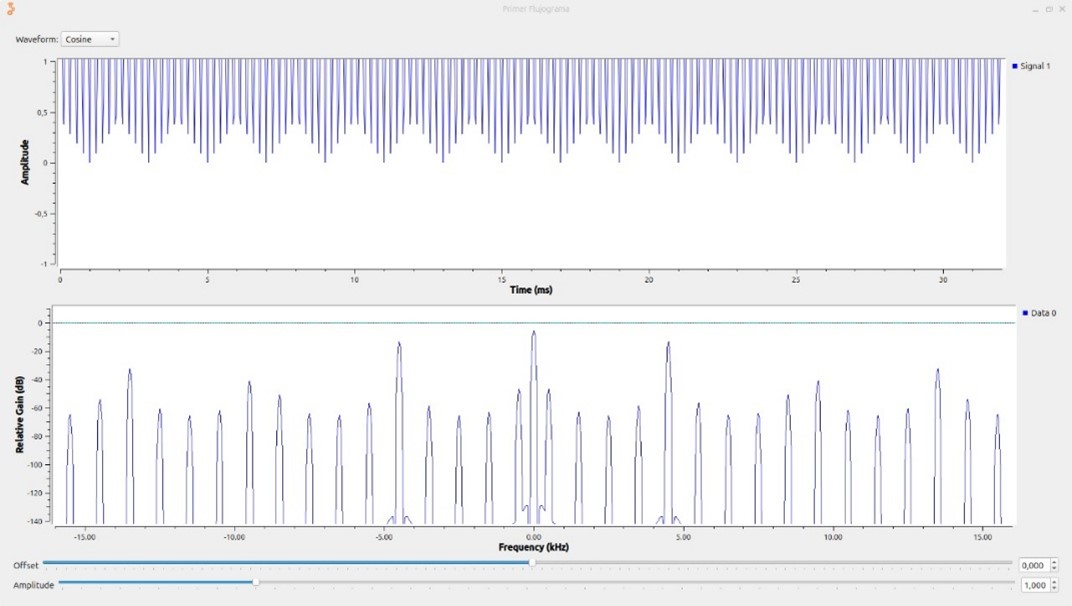 Primer Flujograma
Waveform: Cosine
Signal 1
1
0,5
0
-0,5
-1
Amplitude
0 5 10 15 20 25 30
Time (ms)
Data 0
0
-20
-40
-60
-80
-100
-120
-140
Relative Gain (dB)
-15.00 -10.00 -5.00 0.00 5.00 10.00 15.00
Frequency (kHz)
Offset 0,000
Amplitude 1,000